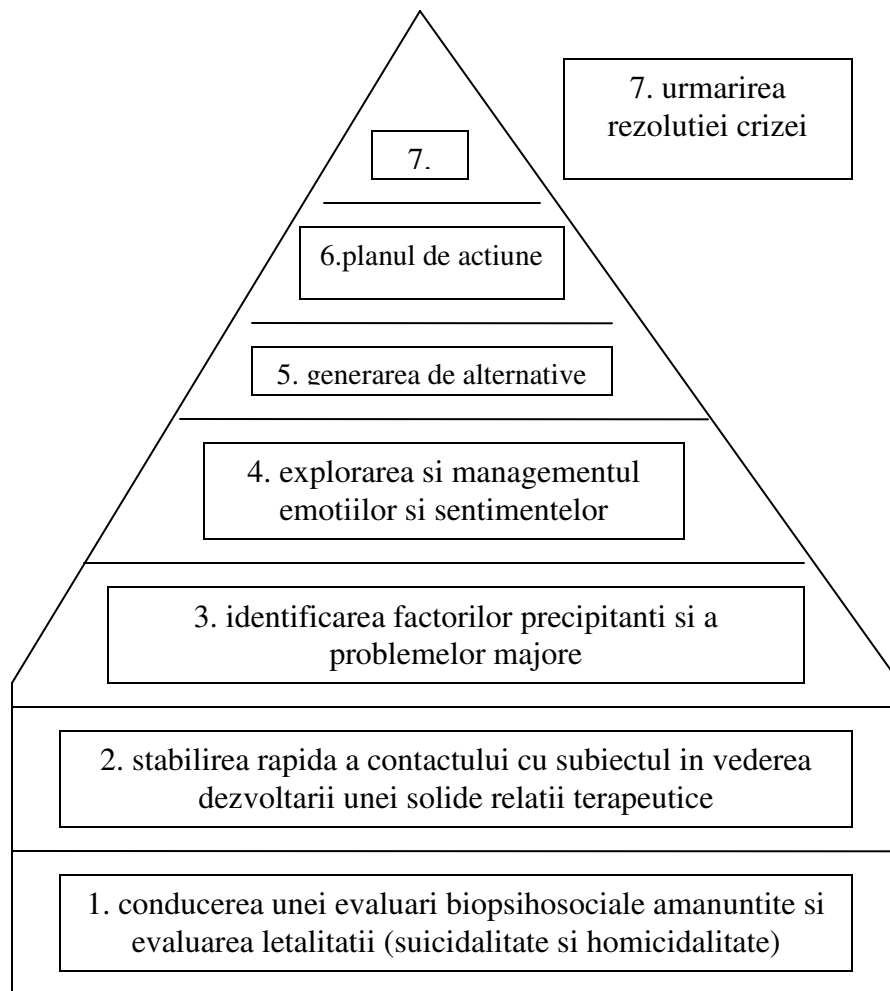 7. urmarirea
rezolutiei crizei
7.
6.planul de actiune
5. generarea de alternative
4. explorarea si managementul
emotiilor si sentimentelor
3. identificarea factorilor precipitanti si a
problemelor majore
2. stabilirea rapida a contactului cu subiectul in vederea
dezvoltarii unei solide relatii terapeutice
1. conducerea unei evaluari biopsihosociale amanuntite si
evaluarea letalitatii (suicidalitate si homicidalitate)